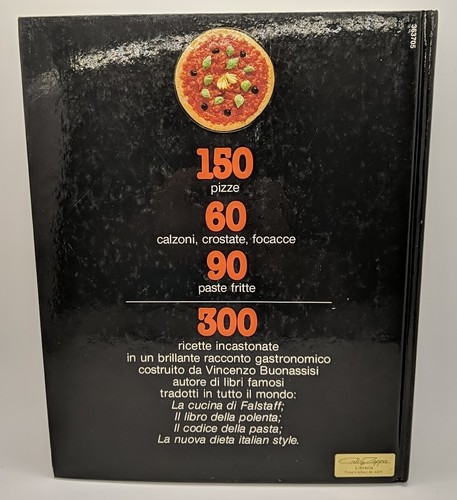 363705
150
pizze
60
calzoni, crostate, focacce
90
paste fritte
300
ricette incastonate
in un brillante racconto gastronomico
costruito da Vincenzo Buonassisi
autore di libri famosi
tradotti in tutto il mondo:
La cucina di Falstaff;
Il libro della polenta;
Il codice della pasta;
La nuova dieta italian style.